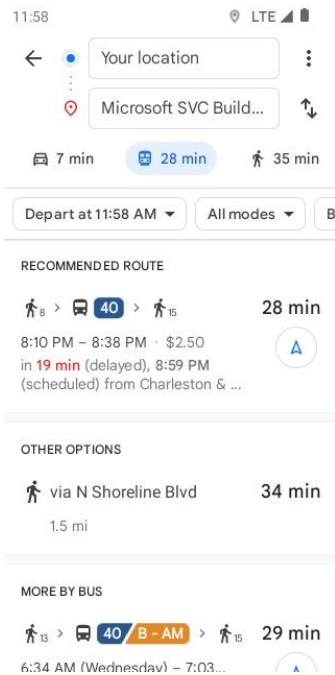 11:58 LTE
Your location
Microsoft SVC Build...
7 min 28 min 35 min
Depart at 11:58 AM All modes B
RECOMMENDED ROUTE
8 40 15 28 min
8:10 PM – 8:38 PM · $2.50
in 19 min (delayed), 8:59 PM
(scheduled) from Charleston & ...
OTHER OPTIONS
via N Shoreline Blvd 34 min
1.5 mi
MORE BY BUS
13 40 B - AM 15 29 min
6:34 AM (Wednesday) – 7:03...